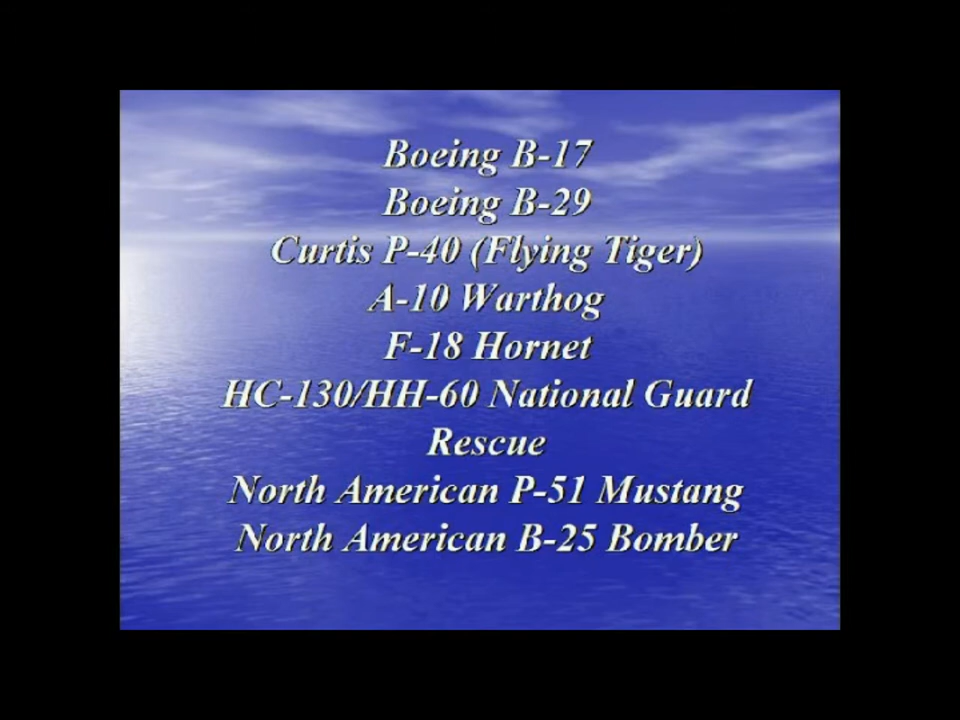 Boeing B-17
Boeing B-29
Curtis P-40 (Flying Tiger)
A-10 Warthog
F-18 Hornet
HC-130/HH-60 National Guard
Rescue
North American P-51 Mustang
North American B-25 Bomber